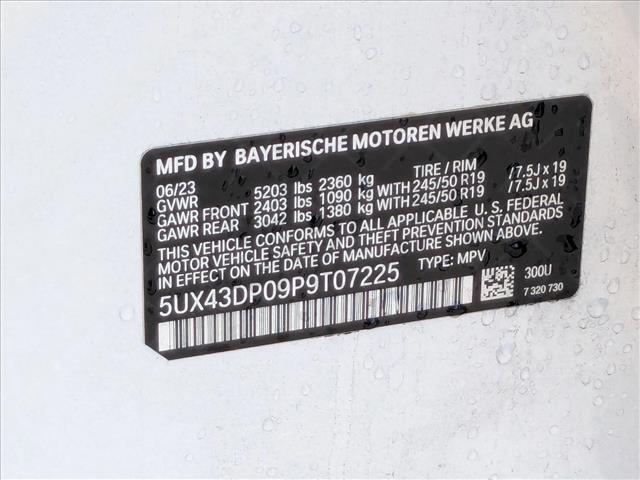 MFD BY BAYERISCHE MOTOREN WERKE AG
06/23 TIRE / RIM
GVWR 5203 lbs 2360 kg
GAWR FRONT 2403 lbs 1090 kg WITH 245/50 R19 /7.5J x 19
GAWR REAR 3042 lbs 1380 kg WITH 245/50 R19 /7.5J x 19
THIS VEHICLE CONFORMS TO ALL APPLICABLE U. S. FEDERAL
MOTOR VEHICLE SAFETY AND THEFT PREVENTION STANDARDS
IN EFFECT ON THE DATE OF MANUFACTURE SHOWN ABOVE.
5UX43DP09P9T07225 TYPE: MPV
300U
7 320 730